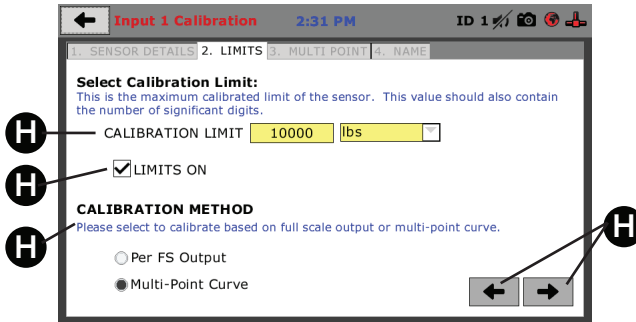 Input 1 Calibration 2:31 PM ID 1
1. SENSOR DETAILS 2. LIMITS 3. MULTI POINT 4. NAME
Select Calibration Limit:
This is the maximum calibrated limit of the sensor. This value should also contain
the number of significant digits.
H CALIBRATION LIMIT 10000 lbs
H LIMITS ON
CALIBRATION METHOD
H Please select to calibrate based on full scale output or multi-point curve. H
Per FS Output
Multi-Point Curve